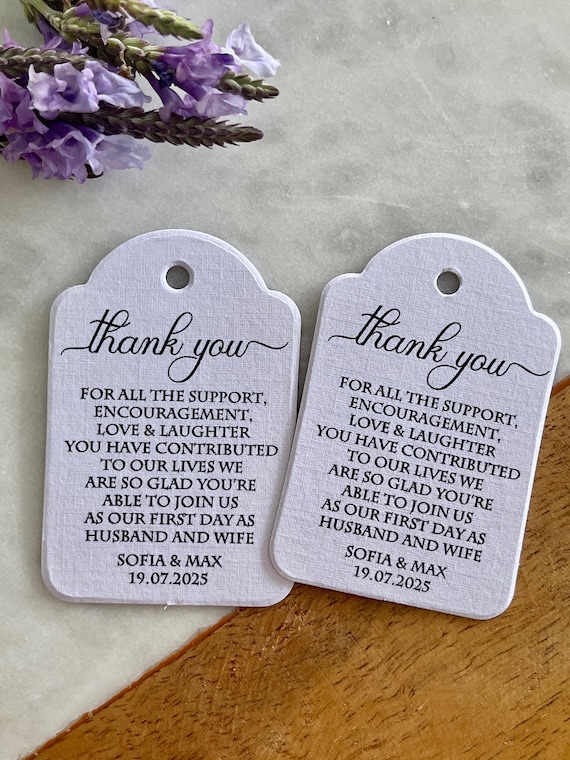 thank you
FOR ALL THE SUPPORT,
ENCOURAGEMENT,
LOVE & LAUGHTER
YOU HAVE CONTRIBUTED
TO OUR LIVES WE
ARE SO GLAD YOU'RE
ABLE TO JOIN US
AS OUR FIRST DAY AS
HUSBAND AND WIFE
SOFIA & MAX
19.07.2025
thank you
FOR ALL THE SUPPORT,
ENCOURAGEMENT,
LOVE & LAUGHTER
YOU HAVE CONTRIBUTED
TO OUR LIVES WE
ARE SO GLAD YOU'RE
ABLE TO JOIN US
AS OUR FIRST DAY AS
HUSBAND AND WIFE
SOFIA & MAX
19.07.2025